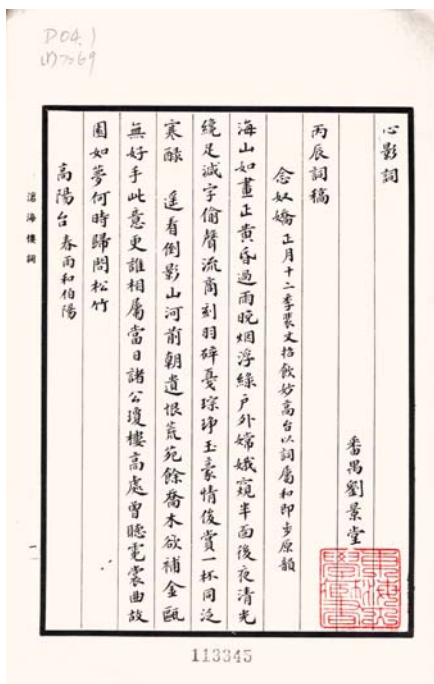 D04.1
心影詞
番禺劉景堂
丙辰詞稿
念奴嬌 正月十二季裴丈招飲妙高台以詞屬和即步原韻
海山如畫正黃昏過雨晚烟浮綠戶外嫦娥窺半面後夜清光
繞足減字偷聲流商刻羽碎戛琮琤玉豪情俊賞一杯同泛
寒醁 遥看倒影山河前朝遺恨荒苑餘喬木欲補金甌
無好手此意更誰相屬當日諸公瓊樓高處曾聽霓裳曲故
園如夢何時歸問松竹
高陽台 春雨和伯陽
滄海樓詞
一
113345